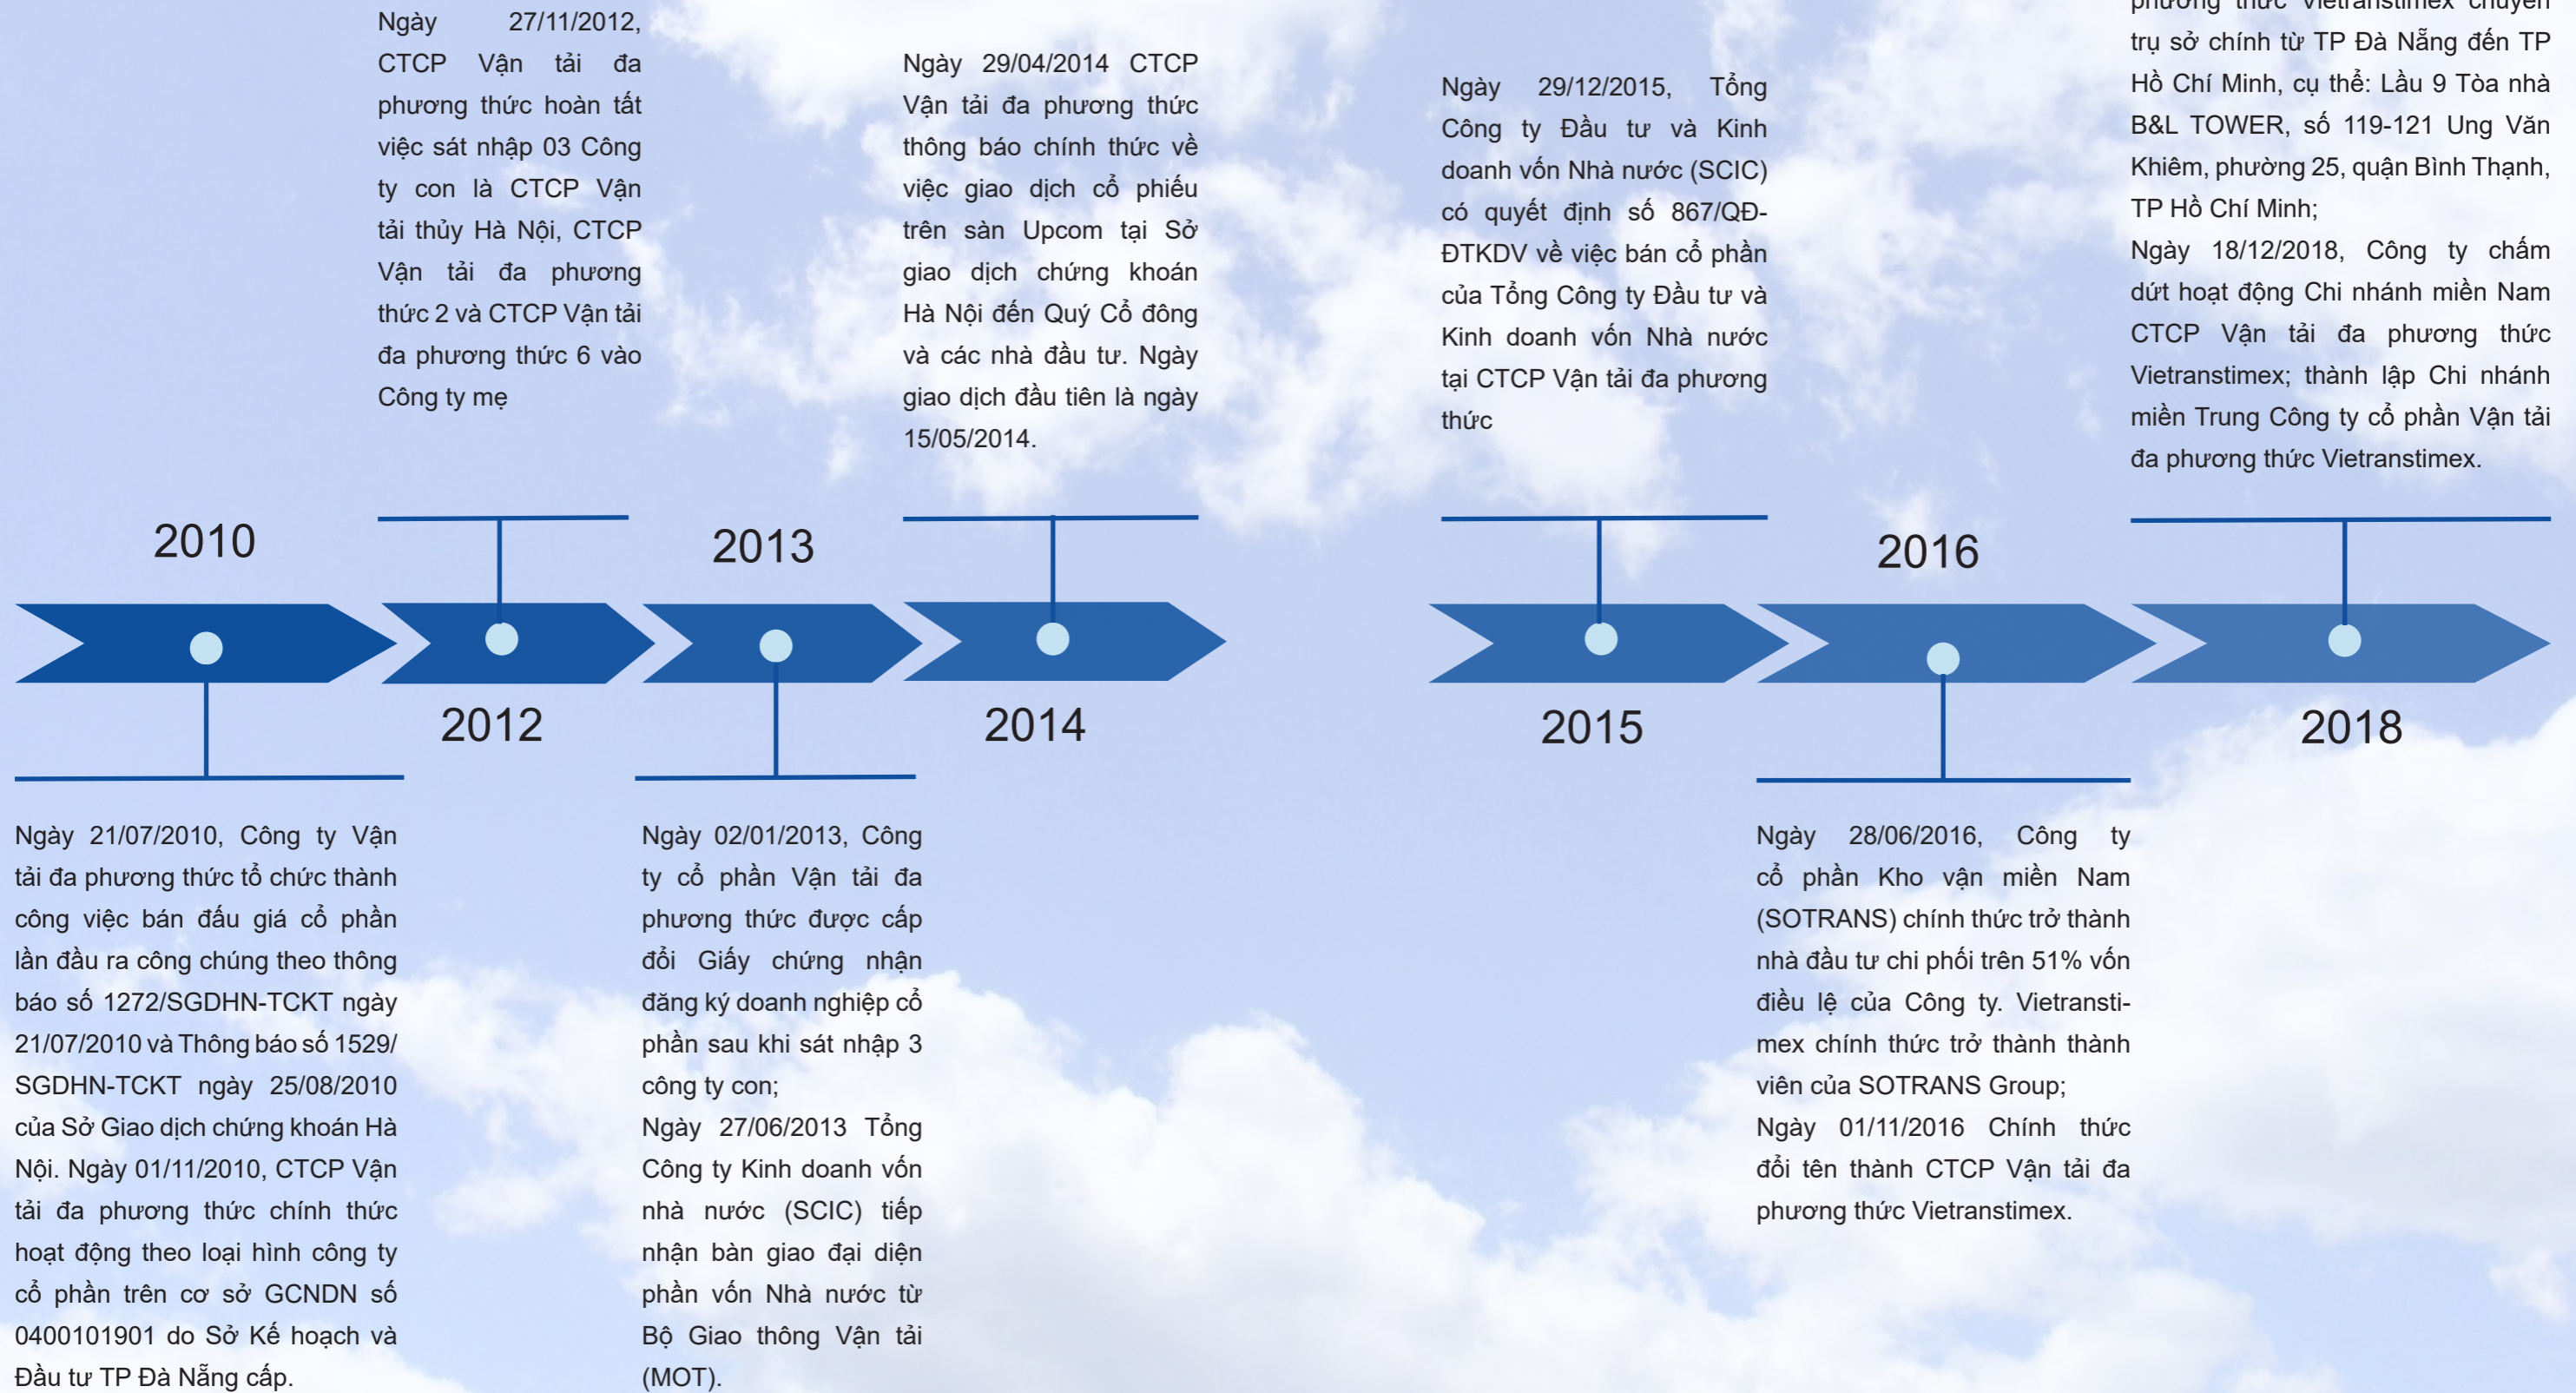 2010
Ngày 21/07/2010, Công ty Vận
tải đa phương thức tổ chức thành
công việc bán đấu giá cổ phần
lần đầu ra công chúng theo thông
báo số 1272/SGDHN-TCKT ngày
21/07/2010 và Thông báo số 1529/
SGDHN-TCKT ngày 25/08/2010
của Sở Giao dịch chứng khoán Hà
Nội. Ngày 01/11/2010, CTCP Vận
tải đa phương thức chính thức
hoạt động theo loại hình công ty
cổ phần trên cơ sở GCNDN số
0400101901 do Sở Kế hoạch và
Đầu tư TP Đà Nẵng cấp.
Ngày 27/11/2012,
CTCP Vận tải đa
phương thức hoàn tất
việc sát nhập 03 Công
ty con là CTCP Vận
tải thủy Hà Nội, CTCP
Vận tải đa phương
thức 2 và CTCP Vận tải
đa phương thức 6 vào
Công ty mẹ
2012
2013
Ngày 02/01/2013, Công
ty cổ phần Vận tải đa
phương thức được cấp
đổi Giấy chứng nhận
đăng ký doanh nghiệp cổ
phần sau khi sát nhập 3
công ty con;
Ngày 27/06/2013 Tổng
Công ty Kinh doanh vốn
nhà nước (SCIC) tiếp
nhận bàn giao đại diện
phần vốn Nhà nước từ
Bộ Giao thông Vận tải
(MOT).
Ngày 29/04/2014 CTCP
Vận tải đa phương thức
thông báo chính thức về
việc giao dịch cổ phiếu
trên sàn Upcom tại Sở
giao dịch chứng khoán
Hà Nội đến Quý Cổ đông
và các nhà đầu tư. Ngày
giao dịch đầu tiên là ngày
15/05/2014.
2014
Ngày 29/12/2015, Tổng
Công ty Đầu tư và Kinh
doanh vốn Nhà nước (SCIC)
có quyết định số 867/QĐ-
ĐTKDV về việc bán cổ phần
của Tổng Công ty Đầu tư và
Kinh doanh vốn Nhà nước
tại CTCP Vận tải đa phương
thức
2015
2016
Ngày 28/06/2016, Công ty
cổ phần Kho vận miền Nam
(SOTRANS) chính thức trở thành
nhà đầu tư chi phối trên 51% vốn
điều lệ của Công ty. Vietransti-
mex chính thức trở thành thành
viên của SOTRANS Group;
Ngày 01/11/2016 Chính thức
đổi tên thành CTCP Vận tải đa
phương thức Vietranstimex.
phương thức Vietranstimex chuyển
trụ sở chính từ TP Đà Nẵng đến TP
Hồ Chí Minh, cụ thể: Lầu 9 Tòa nhà
B&L TOWER, số 119-121 Ung Văn
Khiêm, phường 25, quận Bình Thạnh,
TP Hồ Chí Minh;
Ngày 18/12/2018, Công ty chấm
dứt hoạt động Chi nhánh miền Nam
CTCP Vận tải đa phương thức
Vietranstimex; thành lập Chi nhánh
miền Trung Công ty cổ phần Vận tải
đa phương thức Vietranstimex.
2018